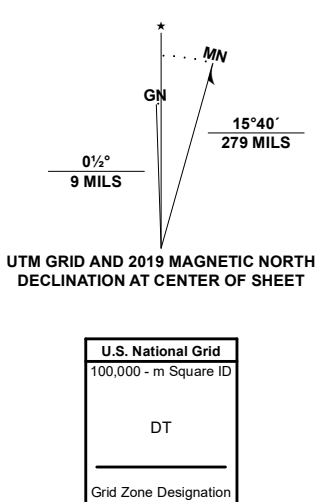 ★
MN
GN
15°40´
279 MILS
0½°
9 MILS
UTM GRID AND 2019 MAGNETIC NORTH
DECLINATION AT CENTER OF SHEET
U.S. National Grid
100,000 - m Square ID
DT
Grid Zone Designation